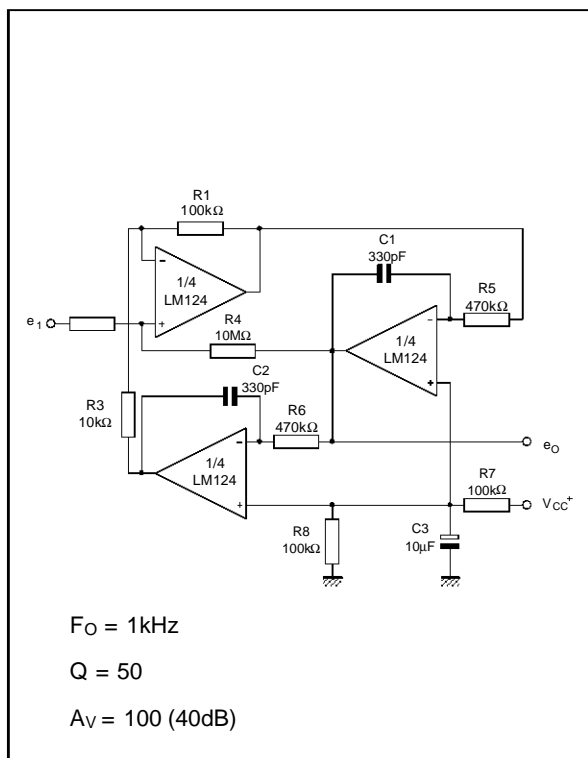 R1
100kΩ
C1
330pF
1/4
LM124
R5
470kΩ
e1
R4
10MΩ
1/4
LM124
C2
330pF
R3
10kΩ
R6
470kΩ
1/4
LM124
eO
R7
100kΩ
R8
100kΩ
C3
10µF
VCC+
FO = 1kHz
Q = 50
AV = 100 (40dB)